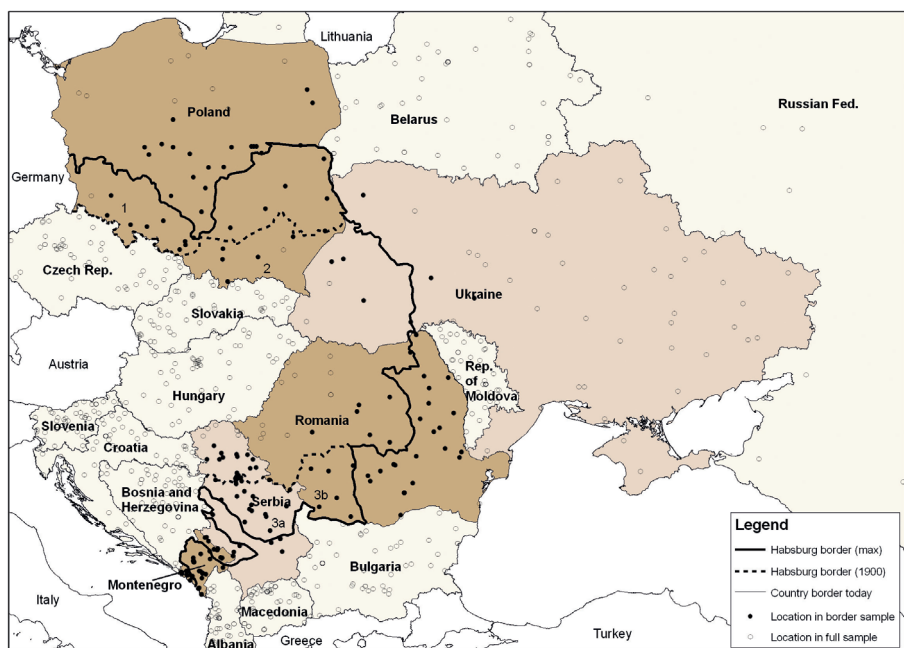 Lithuania
Russian Fed.
Poland
Belarus
Germany
1
Czech Rep.
2
Ukraine
Slovakia
Austria
Rep.
of
Moldova
Hungary
Romania
Slovenia
Croatia
Bosnia and
Herzegovina
Serbia
3b
3a
Montenegro
Bulgaria
Italy
Macedonia
Albania
Greece
Turkey
Legend
Habsburg border (max)
Habsburg border (1900)
Country border today
Location in border sample
Location in full sample